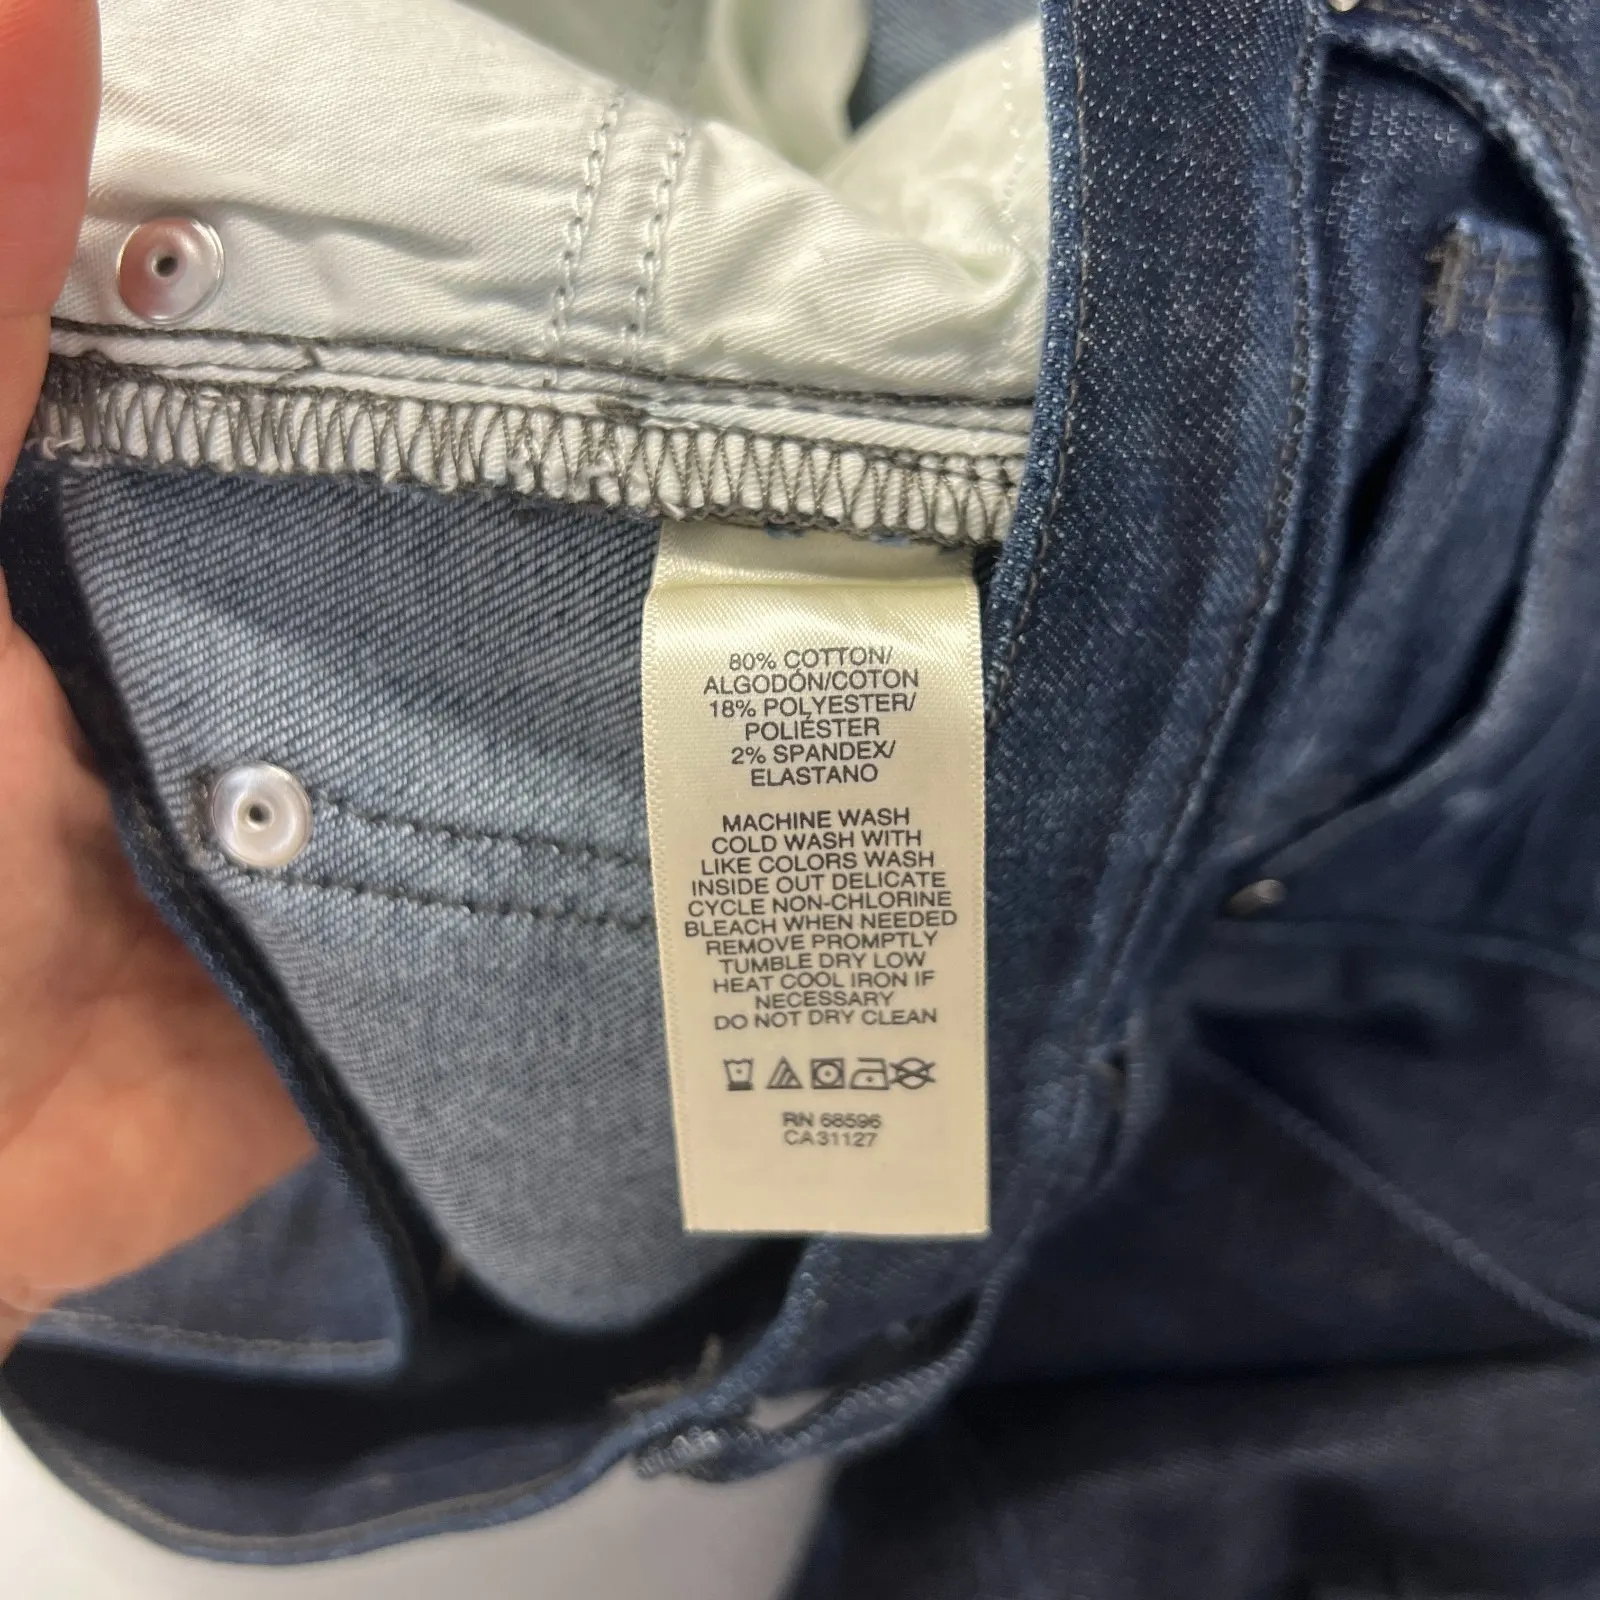 80% COTTON/
ALGODÓN/COTON
18% POLYESTER/
POLIÉSTER
2% SPANDEX/
ELASTANO
MACHINE WASH
COLD WASH WITH
LIKE COLORS WASH
INSIDE OUT DELICATE
CYCLE NON-CHLORINE
BLEACH WHEN NEEDED
REMOVE PROMPTLY
TUMBLE DRY LOW
HEAT COOL IRON IF
NECESSARY
DO NOT DRY CLEAN
RN 68596
CA31127